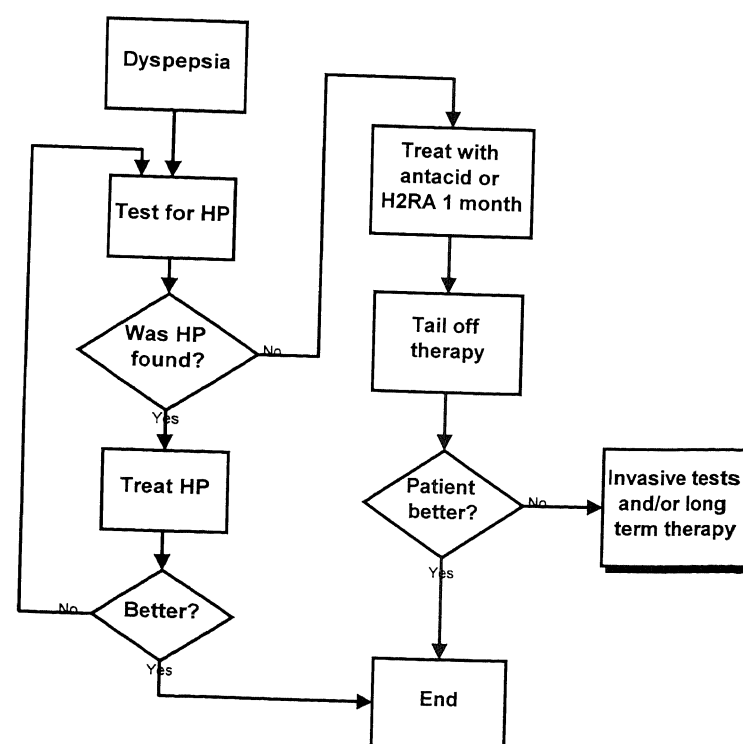 Dyspepsia
Test for HP
Was HP
found?
No
Yes
Treat HP
Better?
No
Yes
Treat with
antacid or
H2RA 1 month
Tail off
therapy
Patient
better?
No
Yes
Invasive tests
and/or long
term therapy
End